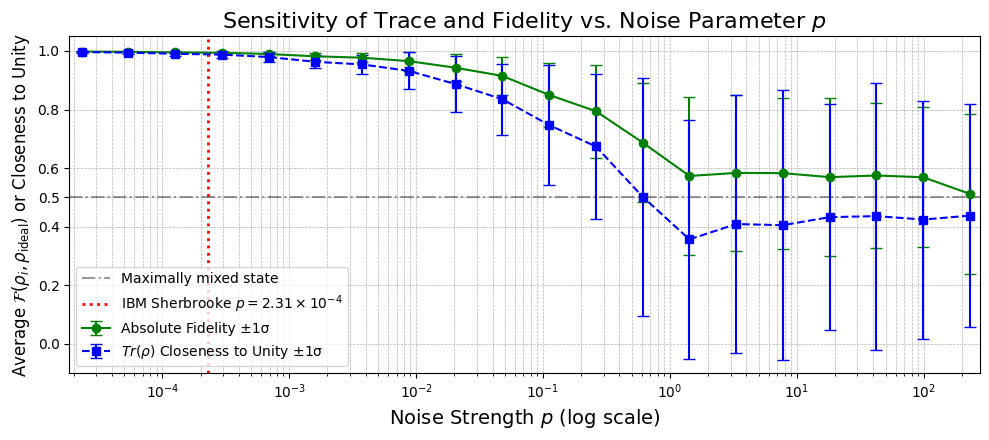 Sensitivity of Trace and Fidelity vs. Noise Parameter p
Average ℱ(ρᵢ, ρ_ideal) or Closeness to Unity
1.0
0.8
0.6
0.5
0.4
0.2
0.0
Maximally mixed state
IBM Sherbrooke p = 2.31 × 10⁻⁴
Absolute Fidelity ±1σ
Tr(ρ) Closeness to Unity ±1σ
10⁻⁴ 10⁻³ 10⁻² 10⁻¹ 10⁰ 10¹ 10²
Noise Strength p (log scale)